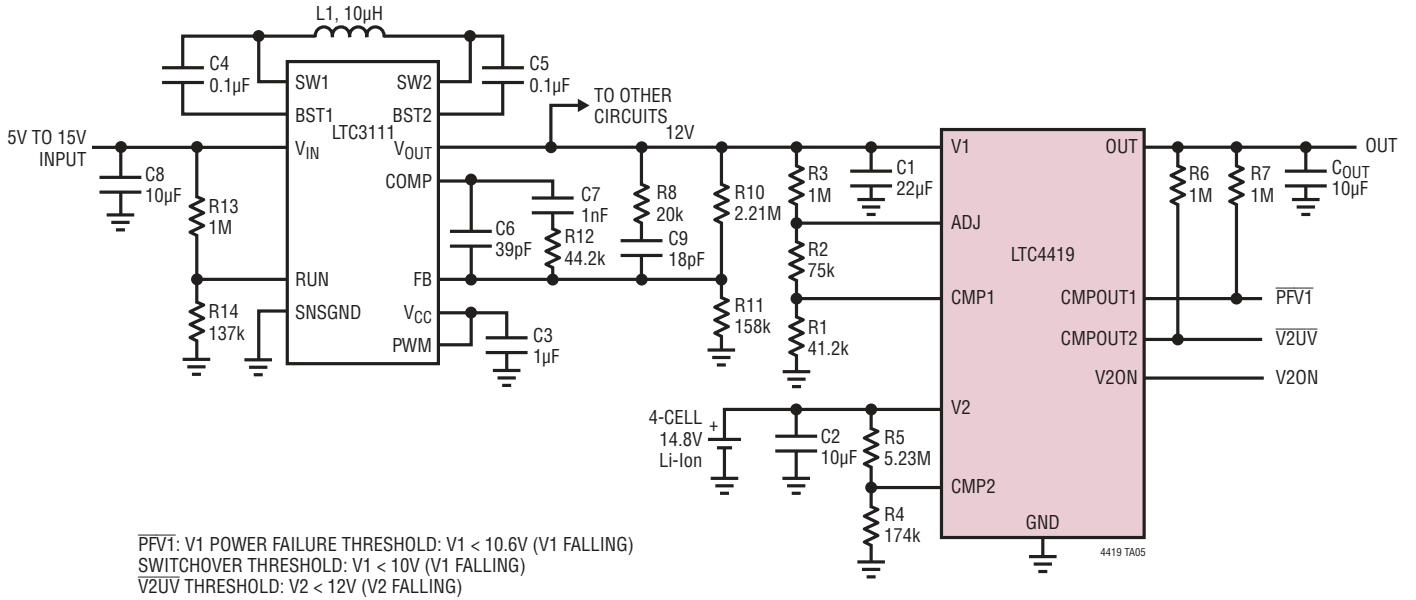 L1, 10µH
C4
0.1µF
C5
0.1µF
SW1
SW2
BST1
BST2
LTC3111
TO OTHER
CIRCUITS
12V
5V TO 15V
INPUT
VIN
VOUT
COMP
C8
10µF
R13
1M
C6
39pF
C7
1nF
R12
44.2k
R8
20k
C9
18pF
R10
2.21M
R3
1M
C1
22µF
V1
OUT
OUT
ADJ
R6
1M
R7
1M
COUT
10µF
R2
75k
LTC4419
RUN
FB
CMP1
CMPOUT1
PFV1
R14
137k
SNSGND
VCC
PWM
C3
1µF
R11
158k
R1
41.2k
CMPOUT2
V2UV
V2ON
V2ON
V2
4-CELL
14.8V
Li-Ion
+
C2
10µF
R5
5.23M
CMP2
R4
174k
GND
4419 TA05
PFV1: V1 POWER FAILURE THRESHOLD: V1 < 10.6V (V1 FALLING)
SWITCHOVER THRESHOLD: V1 < 10V (V1 FALLING)
V2UV THRESHOLD: V2 < 12V (V2 FALLING)